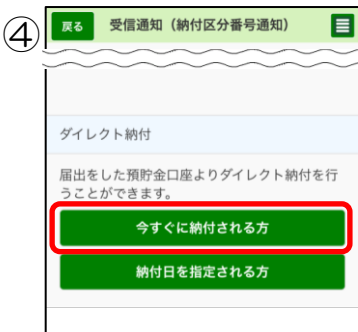 ④
戻る 受信通知（納付区分番号通知）
ダイレクト納付
届出をした預貯金口座よりダイレクト納付を行
うことができます。
今すぐに納付される方
納付日を指定される方